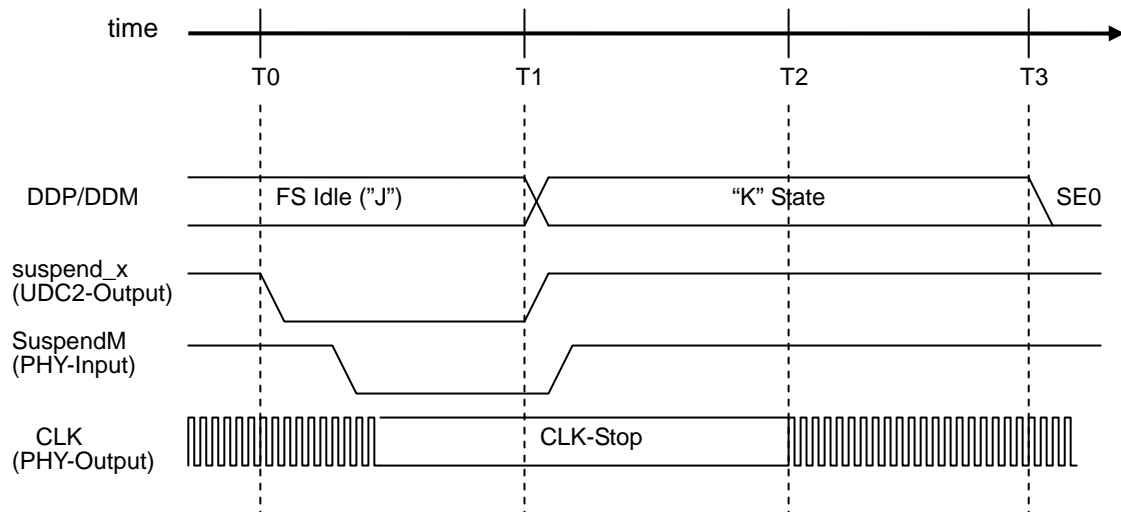 time
T0 T1 T2 T3
DDP/DDM FS Idle (”J”) “K” State SE0
suspend_x
(UDC2-Output)
SuspendM
(PHY-Input)
CLK CLK-Stop
(PHY-Output)